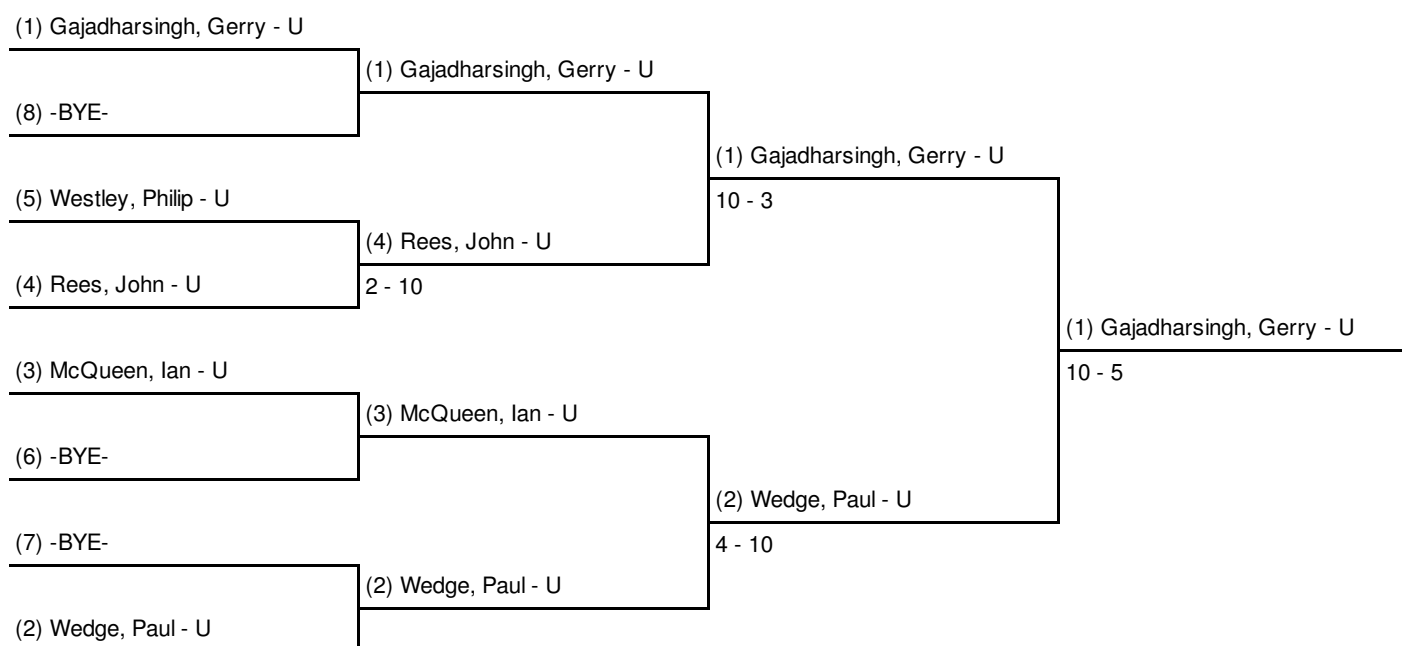 (1) Gajadharsingh, Gerry - U
(1) Gajadharsingh, Gerry - U
(8) -BYE-
(1) Gajadharsingh, Gerry - U
(5) Westley, Philip - U
10 - 3
(4) Rees, John - U
(4) Rees, John - U
2 - 10
(1) Gajadharsingh, Gerry - U
(3) McQueen, Ian - U
10 - 5
(3) McQueen, Ian - U
(6) -BYE-
(2) Wedge, Paul - U
(7) -BYE-
4 - 10
(2) Wedge, Paul - U
(2) Wedge, Paul - U